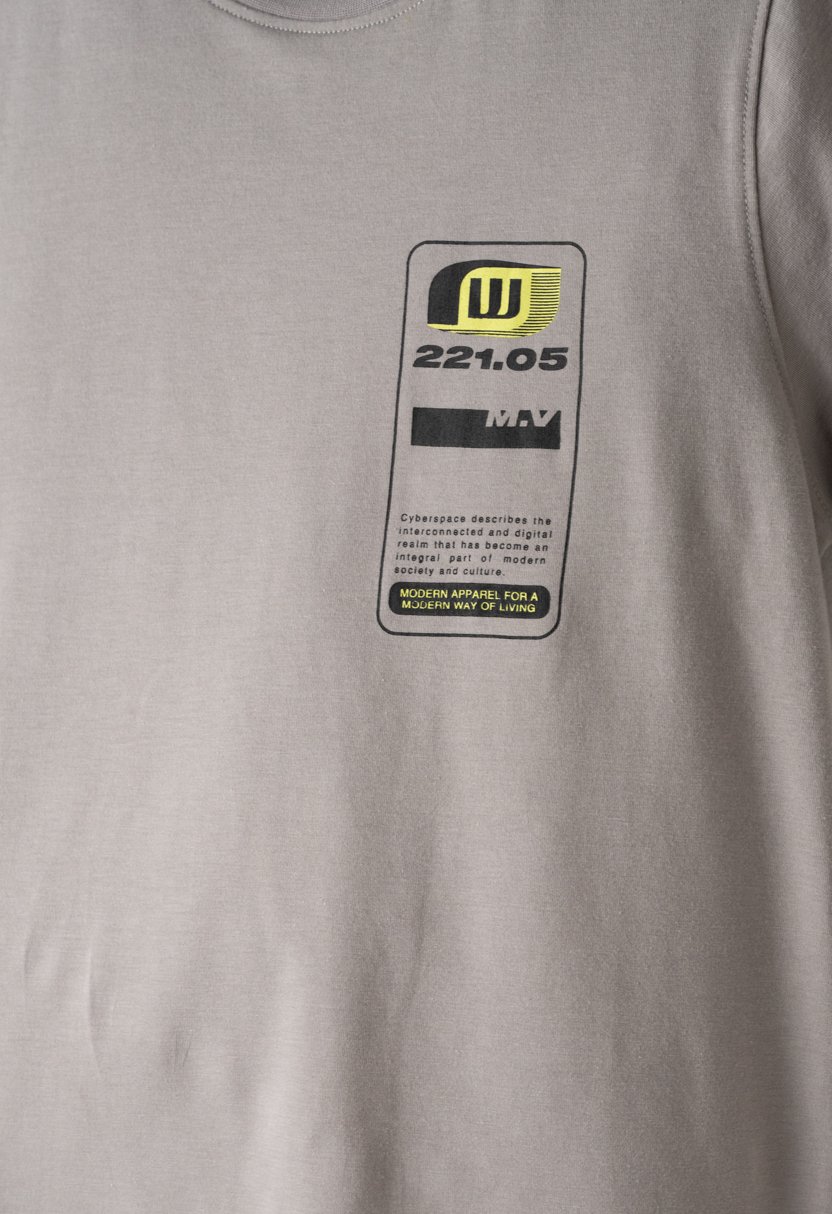 W
221.05
M.V
Cyberspace describes the
interconnected and digital
realm that has become an
integral part of modern
society and culture.
MODERN APPAREL FOR A
MODERN WAY OF LIVING